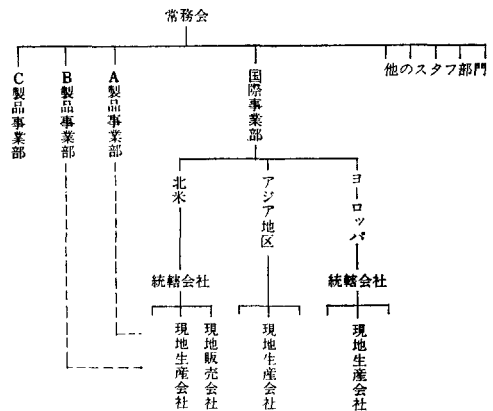 常務会
C製品事業部
B製品事業部
A製品事業部
国際事業部
他のスタッフ部門
北米
アジア地区
ヨーロッパ
統轄会社
統轄会社
現地生産会社
現地販売会社
現地生産会社
現地生産会社